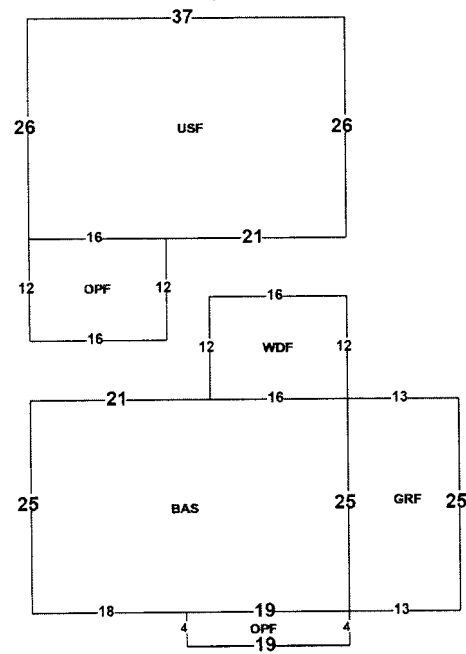 37
26 USF 26
16 21
12 OPF 12
16
16
12 WDF 12
21 16 13
25 BAS 25 GRF 25
18 19 13
4 OPF 4
19